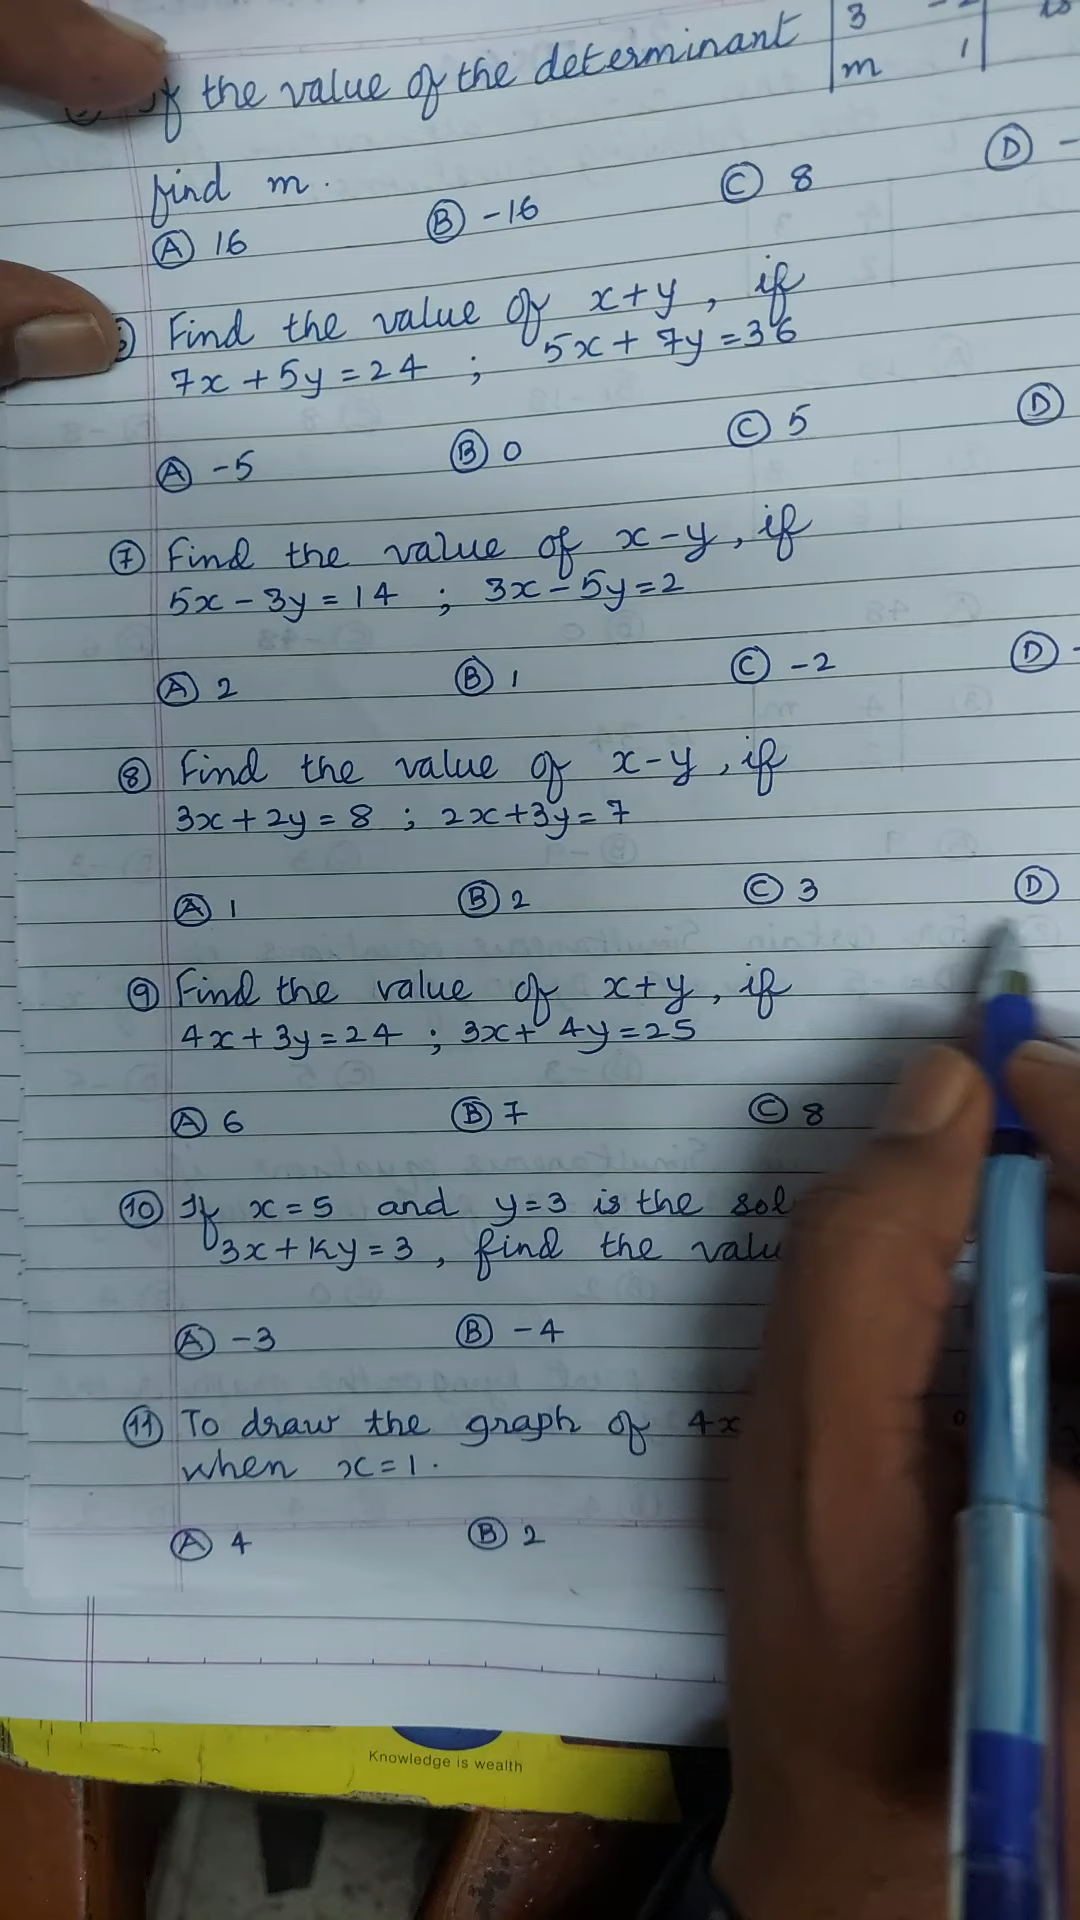 If the value of the determinant | 3
m 1 |
find m.
(A) 16 (B) -16 (C) 8 (D) -
Find the value of x+y, if
7x+5y=24 ; 5x+7y=36
(A) -5 (B) 0 (C) 5 (D)
(7) Find the value of x-y, if
5x-3y=14 ; 3x-5y=2
(A) 2 (B) 1 (C) -2 (D) -
(8) Find the value of x-y, if
3x+2y=8 ; 2x+3y=7
(A) 1 (B) 2 (C) 3 (D)
(9) Find the value of x+y, if
4x+3y=24 ; 3x+4y=25
(A) 6 (B) 7 (C) 8
(10) If x=5 and y=3 is the sol
3x+ky=3, find the valu
(A) -3 (B) -4
(11) To draw the graph of 4x
when x=1.
(A) 4 (B) 2
Knowledge is wealth